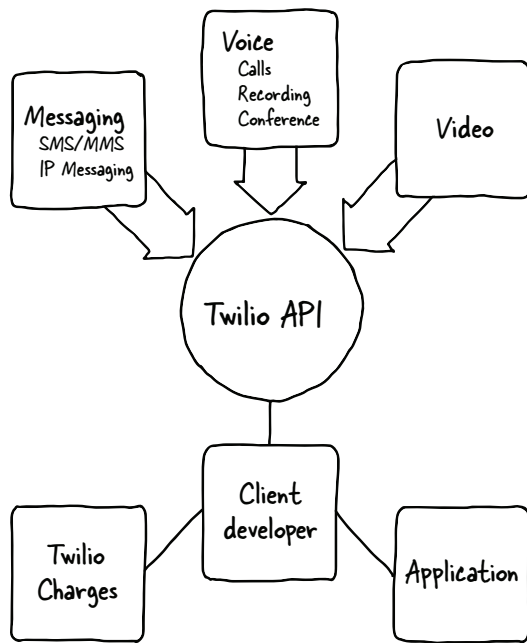 Voice
Calls
Recording
Conference
Messaging
SMS/MMS
IP Messaging
Video
Twilio API
Client
developer
Twilio
Charges
Application